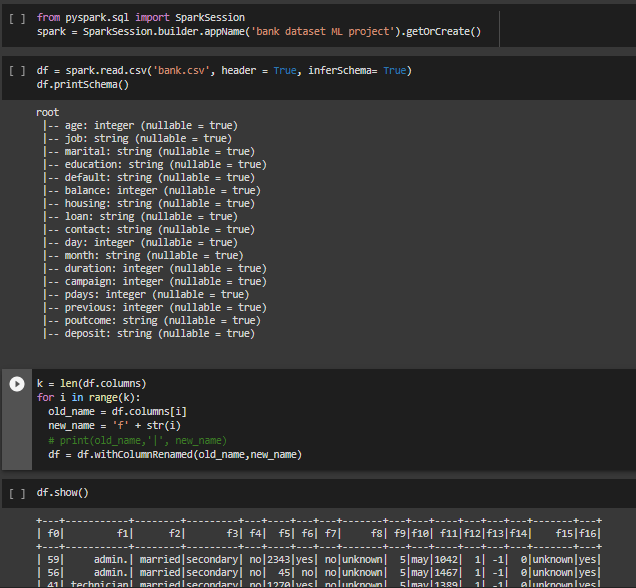 [ ] from pyspark.sql import SparkSession
spark = SparkSession.builder.appName('bank dataset ML project').getOrCreate()
[ ] df = spark.read.csv('bank.csv', header = True, inferSchema= True)
df.printSchema()
root
|-- age: integer (nullable = true)
|-- job: string (nullable = true)
|-- marital: string (nullable = true)
|-- education: string (nullable = true)
|-- default: string (nullable = true)
|-- balance: integer (nullable = true)
|-- housing: string (nullable = true)
|-- loan: string (nullable = true)
|-- contact: string (nullable = true)
|-- day: integer (nullable = true)
|-- month: string (nullable = true)
|-- duration: integer (nullable = true)
|-- campaign: integer (nullable = true)
|-- pdays: integer (nullable = true)
|-- previous: integer (nullable = true)
|-- poutcome: string (nullable = true)
|-- deposit: string (nullable = true)
k = len(df.columns)
for i in range(k):
old_name = df.columns[i]
new_name = 'f' + str(i)
# print(old_name,'|', new_name)
df = df.withColumnRenamed(old_name,new_name)
[ ] df.show()
+---+-----------+--------+---------+---+----+---+---+-------+---+---+----+---+---+---+-------+---+
| f0| f1| f2| f3| f4| f5| f6| f7| f8| f9|f10| f11|f12|f13|f14| f15|f16|
+---+-----------+--------+---------+---+----+---+---+-------+---+---+----+---+---+---+-------+---+
| 59| admin.| married|secondary| no|2343|yes| no|unknown| 5|may|1042| 1| -1| 0|unknown|yes|
| 56| admin.| married|secondary| no| 45| no| no|unknown| 5|may|1467| 1| -1| 0|unknown|yes|
| 41| technician| married|secondary| no|1270|yes| no|unknown| 5|may|1389| 1| -1| 0|unknown|yes|